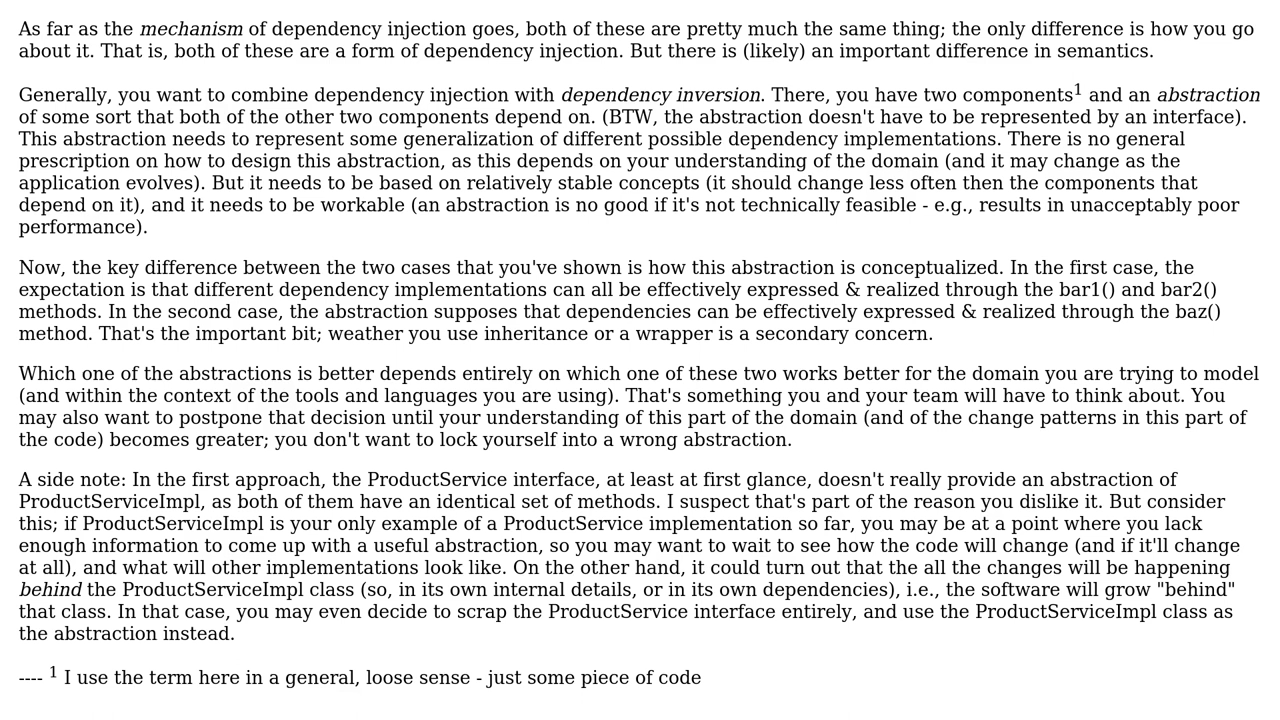 As far as the mechanism of dependency injection goes, both of these are pretty much the same thing; the only difference is how you go
about it. That is, both of these are a form of dependency injection. But there is (likely) an important difference in semantics.
Generally, you want to combine dependency injection with dependency inversion. There, you have two components1 and an abstraction
of some sort that both of the other two components depend on. (BTW, the abstraction doesn't have to be represented by an interface).
This abstraction needs to represent some generalization of different possible dependency implementations. There is no general
prescription on how to design this abstraction, as this depends on your understanding of the domain (and it may change as the
application evolves). But it needs to be based on relatively stable concepts (it should change less often then the components that
depend on it), and it needs to be workable (an abstraction is no good if it's not technically feasible - e.g., results in unacceptably poor
performance).
Now, the key difference between the two cases that you've shown is how this abstraction is conceptualized. In the first case, the
expectation is that different dependency implementations can all be effectively expressed & realized through the bar1() and bar2()
methods. In the second case, the abstraction supposes that dependencies can be effectively expressed & realized through the baz()
method. That's the important bit; weather you use inheritance or a wrapper is a secondary concern.
Which one of the abstractions is better depends entirely on which one of these two works better for the domain you are trying to model
(and within the context of the tools and languages you are using). That's something you and your team will have to think about. You
may also want to postpone that decision until your understanding of this part of the domain (and of the change patterns in this part of
the code) becomes greater; you don't want to lock yourself into a wrong abstraction.
A side note: In the first approach, the ProductService interface, at least at first glance, doesn't really provide an abstraction of
ProductServiceImpl, as both of them have an identical set of methods. I suspect that's part of the reason you dislike it. But consider
this; if ProductServiceImpl is your only example of a ProductService implementation so far, you may be at a point where you lack
enough information to come up with a useful abstraction, so you may want to wait to see how the code will change (and if it'll change
at all), and what will other implementations look like. On the other hand, it could turn out that the all the changes will be happening
behind the ProductServiceImpl class (so, in its own internal details, or in its own dependencies), i.e., the software will grow "behind"
that class. In that case, you may even decide to scrap the ProductService interface entirely, and use the ProductServiceImpl class as
the abstraction instead.
---- 1 I use the term here in a general, loose sense - just some piece of code